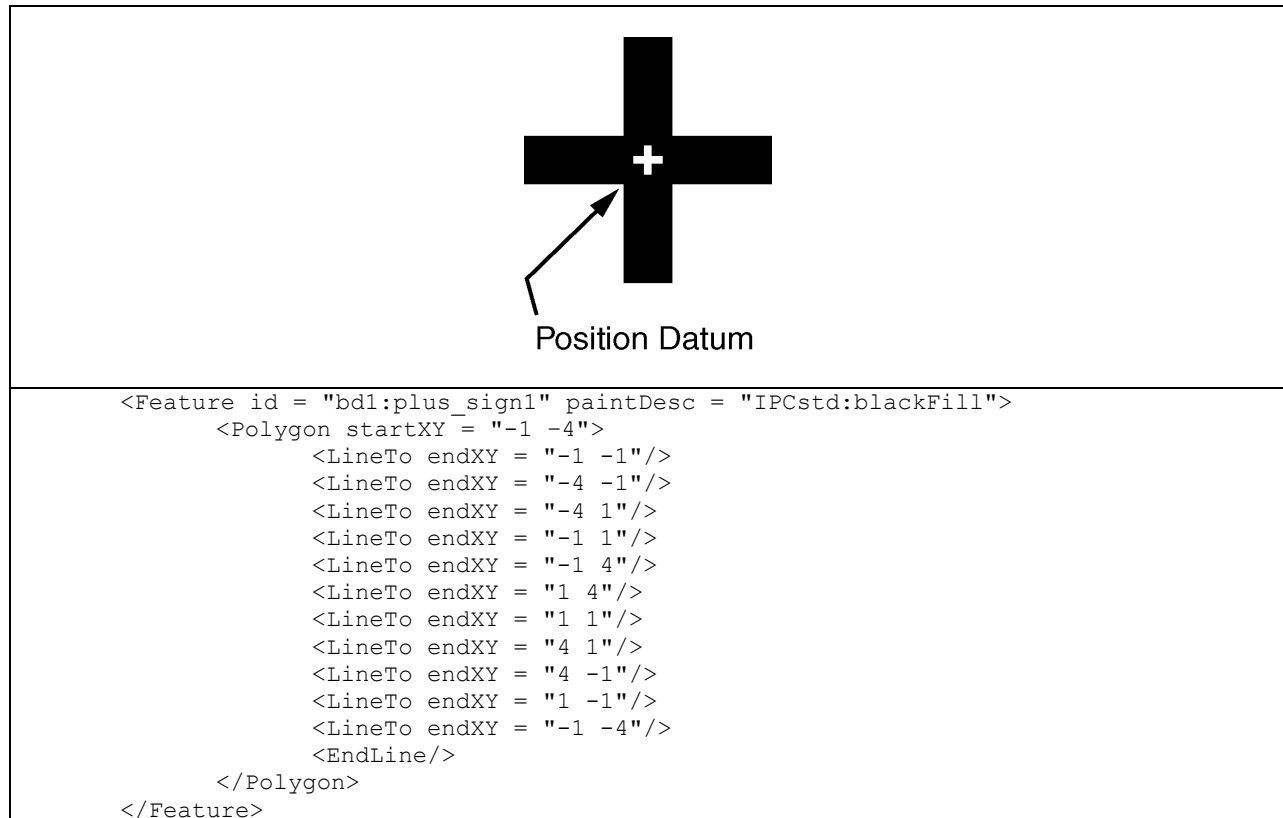 Position Datum
<Feature id = "bd1:plus_sign1" paintDesc = "IPCstd:blackFill">
<Polygon startXY = "-1 –4">
<LineTo endXY = "-1 -1"/>
<LineTo endXY = "-4 -1"/>
<LineTo endXY = "-4 1"/>
<LineTo endXY = "-1 1"/>
<LineTo endXY = "-1 4"/>
<LineTo endXY = "1 4"/>
<LineTo endXY = "1 1"/>
<LineTo endXY = "4 1"/>
<LineTo endXY = "4 -1"/>
<LineTo endXY = "1 -1"/>
<LineTo endXY = "-1 -4"/>
<EndLine/>
</Polygon>
</Feature>